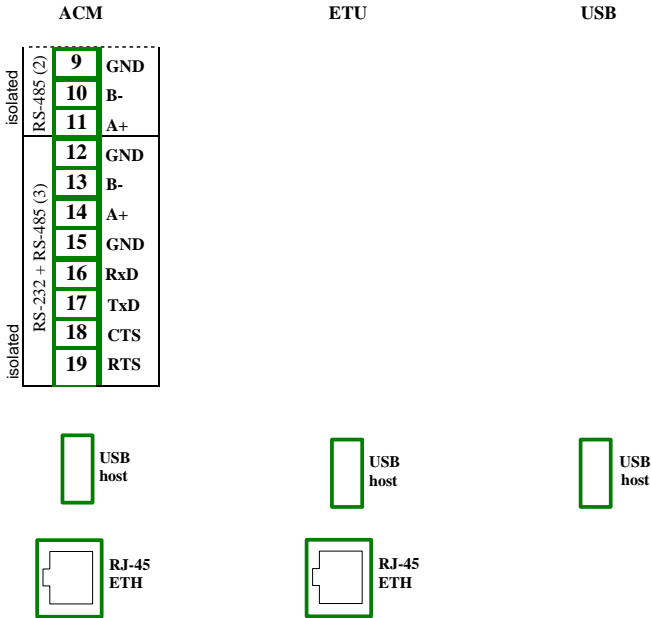 ACM ETU USB
isolated
RS-485 (2)
9 GND
10 B-
11 A+
isolated
RS-232 + RS-485 (3)
12 GND
13 B-
14 A+
15 GND
16 RxD
17 TxD
18 CTS
19 RTS
USB
host
USB
host
USB
host
RJ-45
ETH
RJ-45
ETH